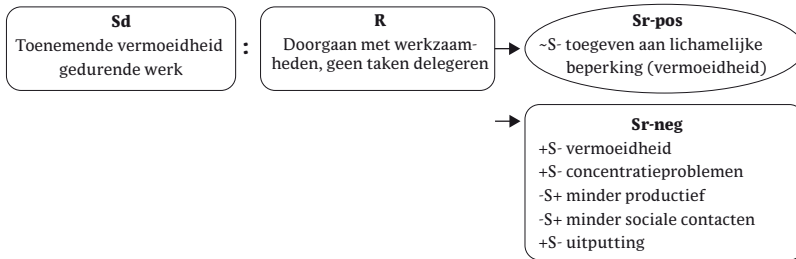 Sd
Toenemende vermoeidheid
gedurende werk
:
R
Doorgaan met werkzaam-
heden, geen taken delegeren
Sr-pos
~S- toegeven aan lichamelijke
beperking (vermoeidheid)
Sr-neg
+S- vermoeidheid
+S- concentratieproblemen
-S+ minder productief
-S+ minder sociale contacten
+S- uitputting